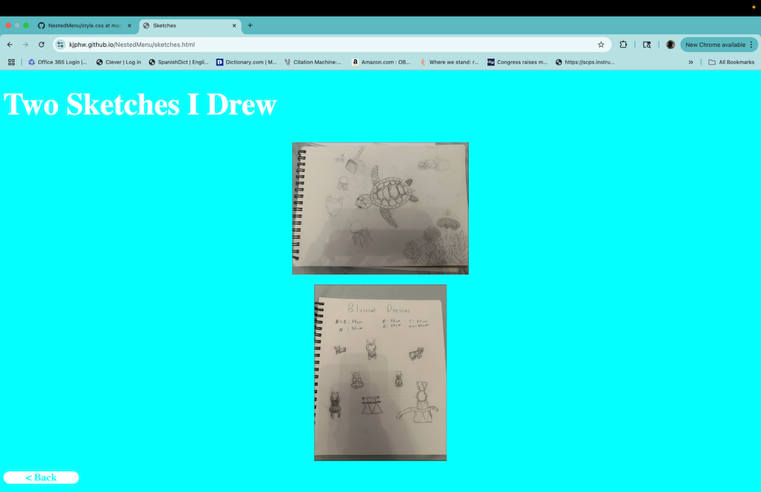 NestedMenu/style.css at mai
Sketches
kjphw.github.io/NestedMenu/sketches.html
New Chrome available
Office 365 Login |...
Clever | Log in
SpanishDict | Engli...
Dictionary.com | M...
Citation Machine:...
Amazon.com : OB...
Where we stand: r...
Congress raises m...
https://scps.instru...
»
All Bookmarks
Two Sketches I Drew
Dresses
< Back